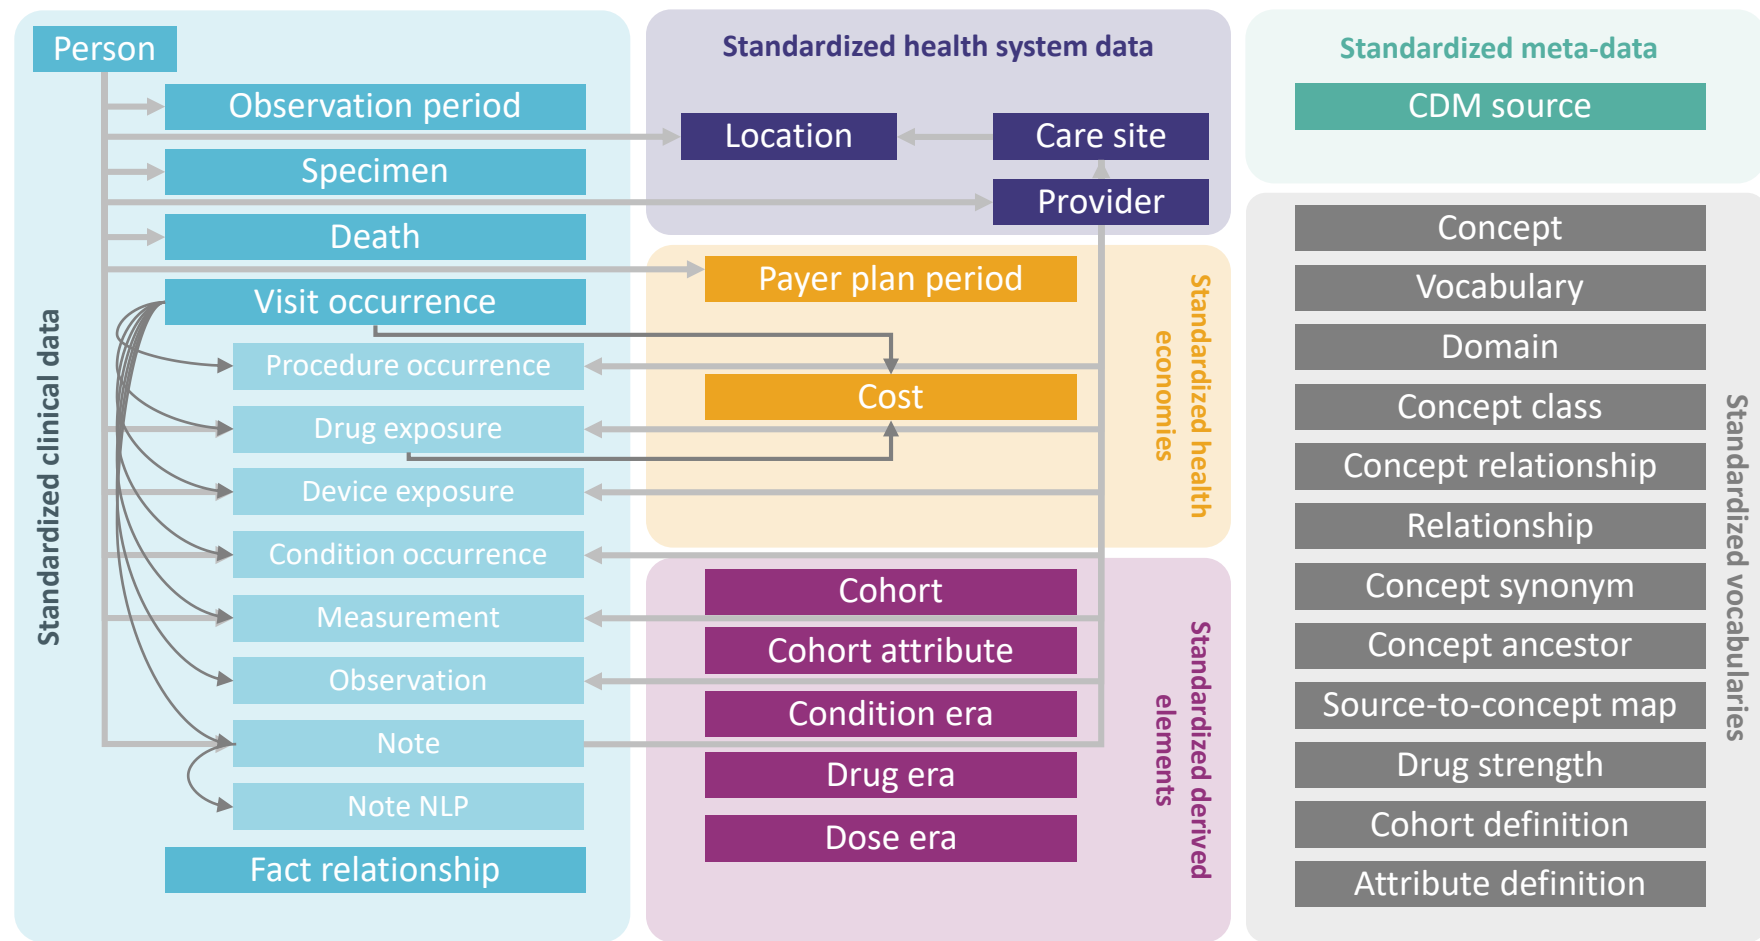 Person
Observation period
Specimen
Death
Visit occurrence
Procedure occurrence
Drug exposure
Device exposure
Condition occurrence
Measurement
Observation
Note
Note NLP
Fact relationship
Standardized clinical data
Standardized health system data
Location
Care site
Provider
Payer plan period
Cost
Standardized health
economies
Cohort
Cohort attribute
Condition era
Drug era
Dose era
Standardized derived
elements
Standardized meta-data
CDM source
Concept
Vocabulary
Domain
Concept class
Concept relationship
Relationship
Concept synonym
Concept ancestor
Source-to-concept map
Drug strength
Cohort definition
Attribute definition
Standardized vocabularies